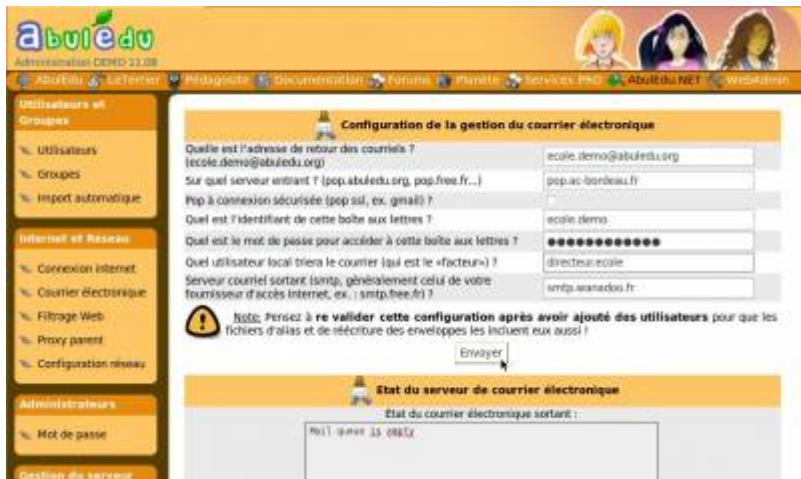 abulédu
Administration DEMO 11.08
AbulEdu LeTerrier Pédagosite Documentation Forums Planète Services PRO AbulEdu.NET WebAdmin
Utilisateurs et
Groupes
Utilisateurs
Groupes
Import automatique
Internet et Réseau
Connexion internet
Courrier électronique
Filtrage Web
Proxy parent
Configuration réseau
Administrateurs
Mot de passe
Gestion du serveur
Configuration de la gestion du courrier électronique
Quelle est l'adresse de retour des courriels ?
(ecole.demo@abuledu.org)
ecole.demo@abuledu.org
Sur quel serveur entrant ? (pop.abuledu.org, pop.free.fr...)
pop.ac-bordeau.fr
Pop à connexion sécurisée (pop ssl, ex. gmail) ?
Quel est l'identifiant de cette boîte aux lettres ?
ecole.demo
Quel est le mot de passe pour accéder à cette boîte aux lettres ?
●●●●●●●●●●●●
Quel utilisateur local triera le courrier (qui est le «facteur») ?
directeur.ecole
Serveur courriel sortant (smtp, généralement celui de votre
fournisseur d'accès internet, ex. : smtp.free.fr) ?
smtp.wanadoo.fr
Note: Pensez à re valider cette configuration après avoir ajouté des utilisateurs pour que les
fichiers d'alias et de réécriture des enveloppes les incluent eux aussi !
Envoyer
Etat du serveur de courrier électronique
Etat du courrier électronique sortant :
Mail queue is empty